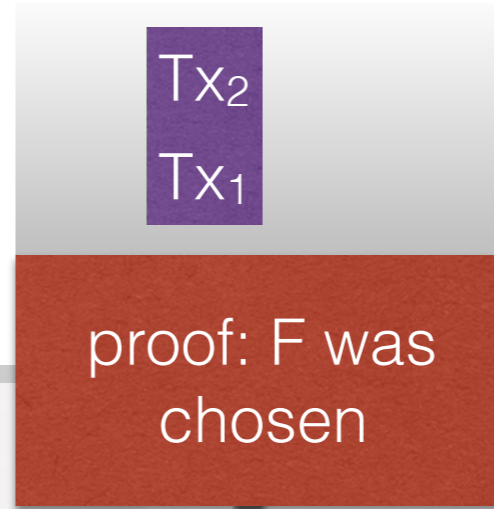 Tx₂
Tx₁
proof: F was
chosen